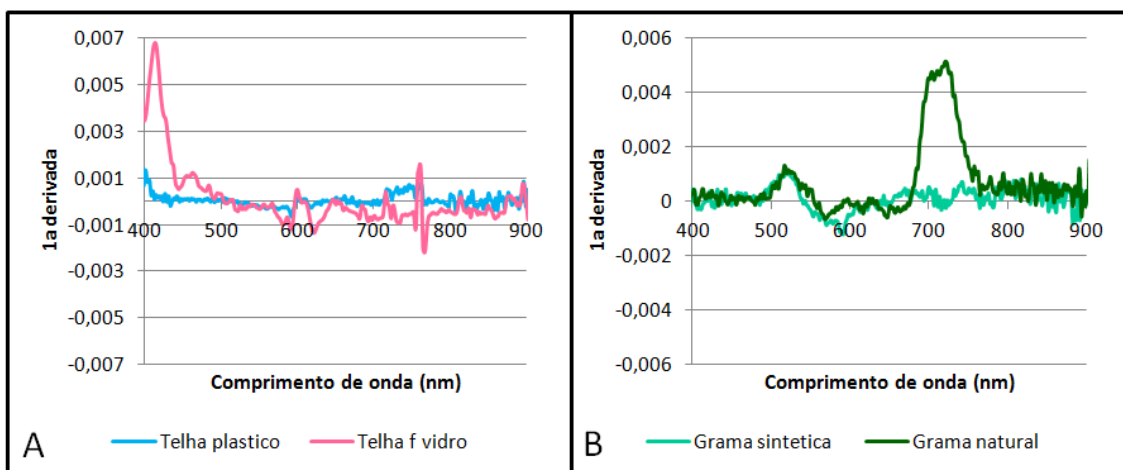 0,007
0,005
0,003
0,001
-0,001
-0,003
-0,005
-0,007
1a derivada
400 500 600 700 800 900
Comprimento de onda (nm)
A
Telha plastico Telha f vidro
0,006
0,004
0,002
0
-0,002
-0,004
-0,006
1a derivada
400 500 600 700 800 900
Comprimento de onda (nm)
B
Grama sintetica Grama natural